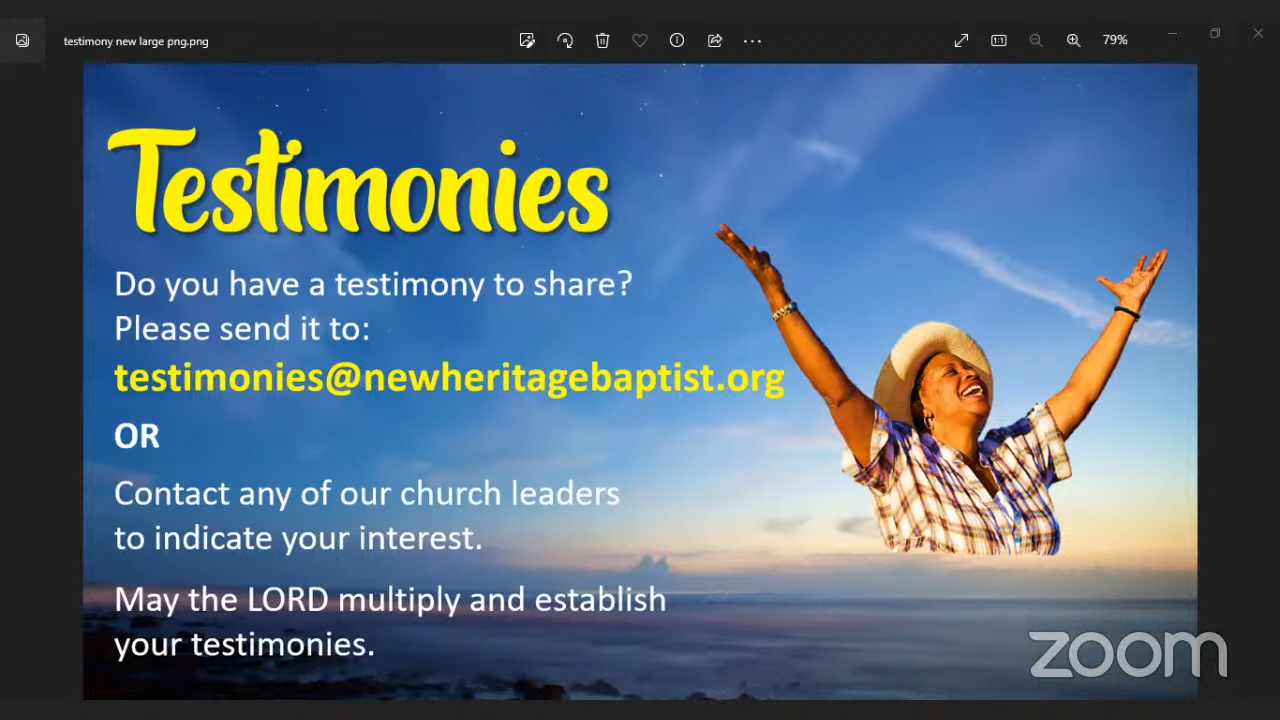 testimony new large png.png
79%
Testimonies
Do you have a testimony to share?
Please send it to:
testimonies@newheritagebaptist.org
OR
Contact any of our church leaders
to indicate your interest.
May the LORD multiply and establish
your testimonies.
zoom